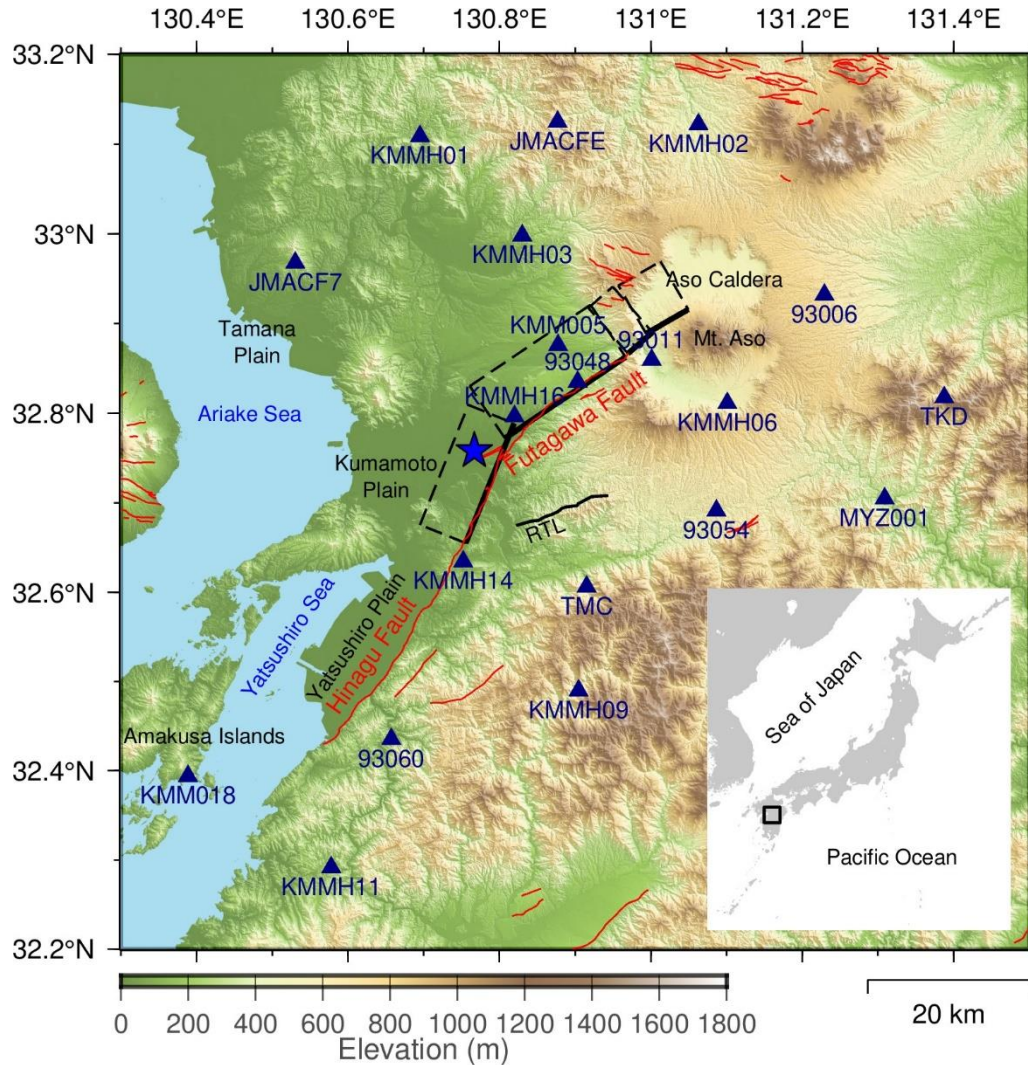 130.4°E 130.6°E 130.8°E 131°E 131.2°E 131.4°E
33.2°N
KMMH01
JMACFE
KMMH02
33°N
KMMH03
JMACF7
Aso Caldera
93006
Tamana
Plain
KMM005
93011
Mt. Aso
93048
KMMH16
KMMH06
TKD
32.8°N
Ariake Sea
Futagawa Fault
Kumamoto
Plain
RTL
93054
MYZ001
KMMH14
32.6°N
TMC
Yatsushiro Sea
Yatsushiro Plain
Hinagu Fault
KMMH09
Amakusa Islands
93060
32.4°N
KMM018
KMMH11
32.2°N
Sea of Japan
Pacific Ocean
0 200 400 600 800 1000 1200 1400 1600 1800
Elevation (m)
20 km